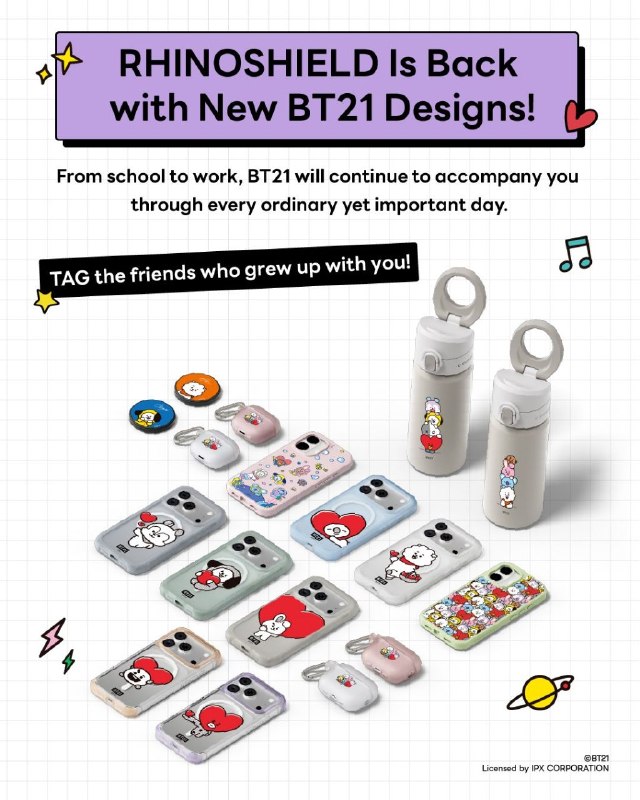 RHINOSHIELD Is Back
with New BT21 Designs!
From school to work, BT21 will continue to accompany you
through every ordinary yet important day.
TAG the friends who grew up with you!
©BT21
Licensed by IPX CORPORATION